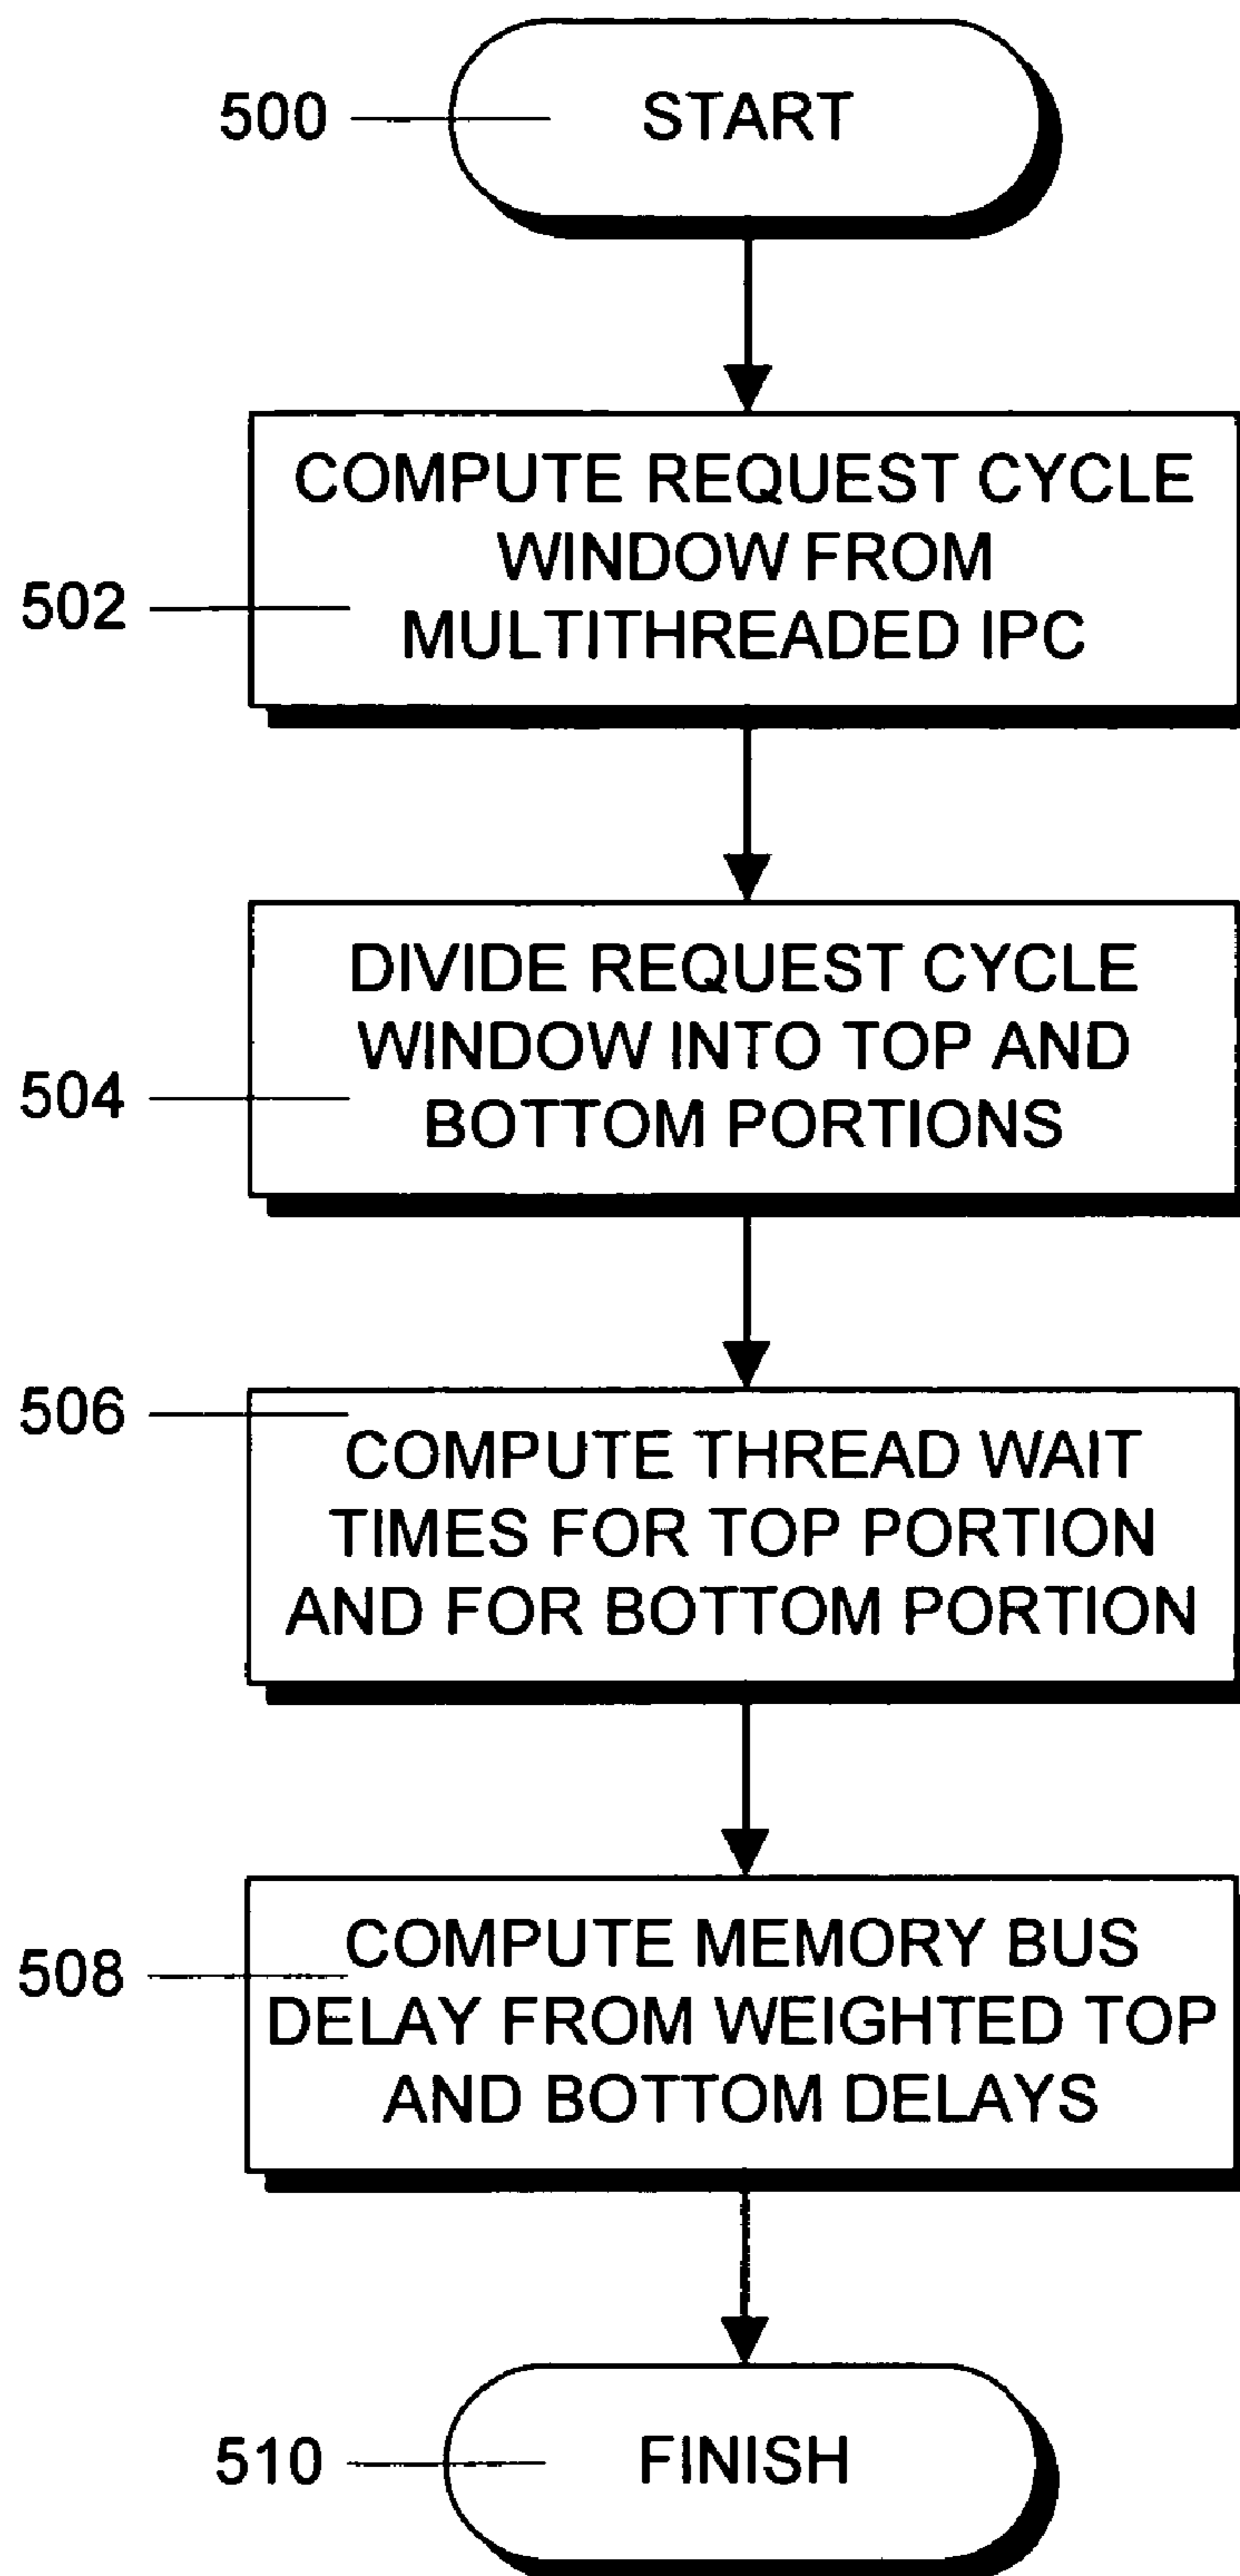 500
START
COMPUTE REQUEST CYCLE
WINDOW FROM
502
MULTITHREADED IPC
DIVIDE REQUEST CYCLE
WINDOW INTO TOP AND
504
BOTTOM PORTIONS
506
COMPUTE THREAD WAIT
TIMES FOR TOP PORTION
AND FOR BOTTOM PORTION
COMPUTE MEMORY BUS
508
DELAY FROM WEIGHTED TOP
AND BOTTOM DELAYS
510
FINISH